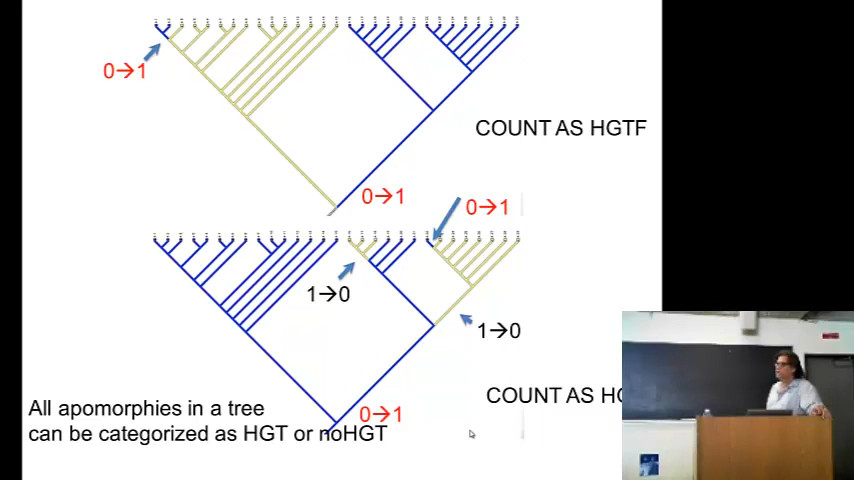 0→1
COUNT AS HGTF
0→1
0→1
1→0
1→0
COUNT AS
0→1
All apomorphies in a tree
can be categorized as HGT or noHGT